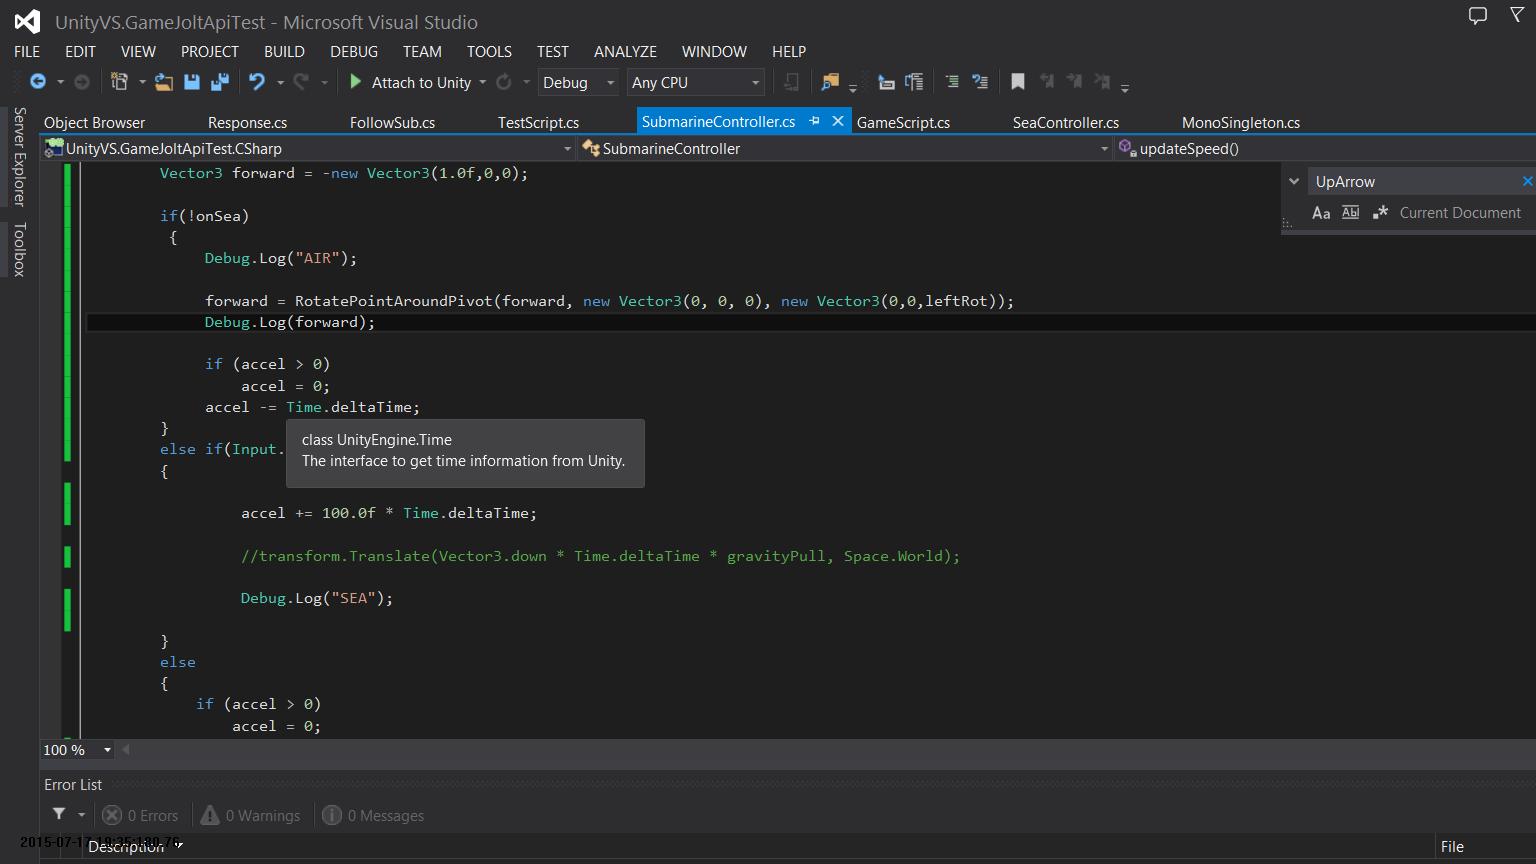 UnityVS.GameJoltApiTest - Microsoft Visual Studio
FILE EDIT VIEW PROJECT BUILD DEBUG TEAM TOOLS TEST ANALYZE WINDOW HELP
Attach to Unity Debug Any CPU
Server Explorer
Toolbox
Object Browser Response.cs FollowSub.cs TestScript.cs SubmarineController.cs GameScript.cs SeaController.cs MonoSingleton.cs
UnityVS.GameJoltApiTest.CSharp SubmarineController updateSpeed()
UpArrow
Aa Abl .* Current Document
Vector3 forward = -new Vector3(1.0f,0,0);
if(!onSea)
{
Debug.Log("AIR");
forward = RotatePointAroundPivot(forward, new Vector3(0, 0, 0), new Vector3(0,0,leftRot));
Debug.Log(forward);
if (accel > 0)
accel = 0;
accel -= Time.deltaTime;
}
else if(Input.
class UnityEngine.Time
The interface to get time information from Unity.
{
accel += 100.0f * Time.deltaTime;
//transform.Translate(Vector3.down * Time.deltaTime * gravityPull, Space.World);
Debug.Log("SEA");
}
else
{
if (accel > 0)
accel = 0;
100 %
Error List
0 Errors 0 Warnings 0 Messages
Description File